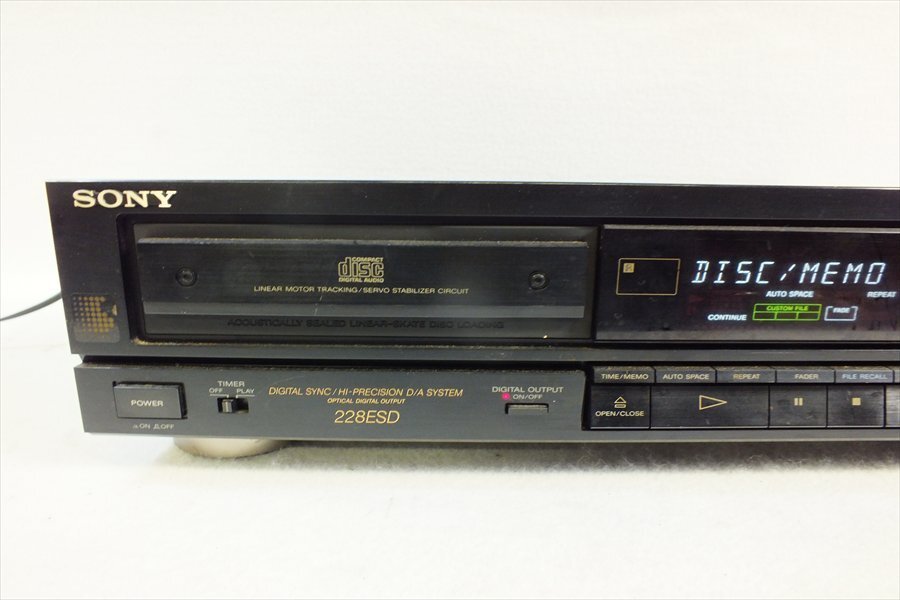 SONY
COMPACT
disc
DIGITAL AUDIO
LINEAR MOTOR TRACKING/SERVO STABILIZER CIRCUIT
ACOUSTICALLY SEALED LINEAR-SKATE DISC LOADING
DISC/MEMO
AUTO SPACE
REPEAT
CONTINUE
CUSTOM FILE
FADE
TIME/MEMO
AUTO SPACE
REPEAT
FADER
FILE RECALL
OPEN/CLOSE
POWER
ON
OFF
TIMER
OFF
PLAY
DIGITAL SYNC/HI-PRECISION D/A SYSTEM
OPTICAL DIGITAL OUTPUT
228ESD
DIGITAL OUTPUT
ON/OFF